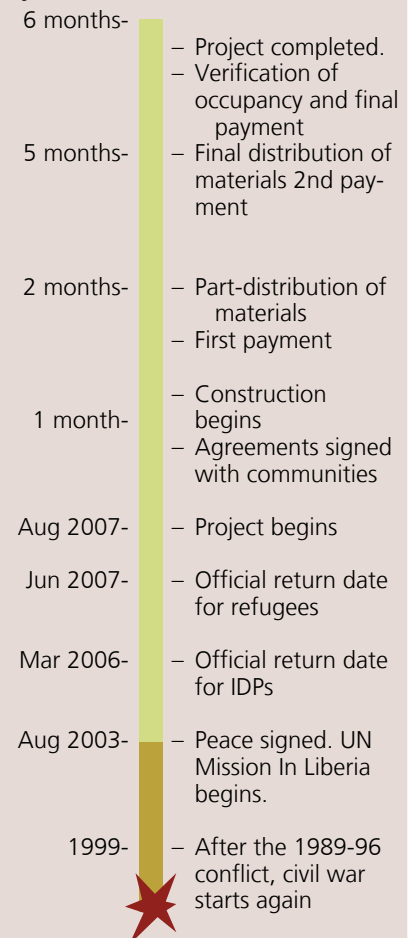 6 months-
– Project completed.
– Verification of
occupancy and final
payment
5 months-
– Final distribution of
materials 2nd pay-
ment
2 months-
– Part-distribution of
materials
– First payment
– Construction
begins
1 month-
– Agreements signed
with communities
Aug 2007-
– Project begins
Jun 2007-
– Official return date
for refugees
Mar 2006-
– Official return date
for IDPs
Aug 2003-
– Peace signed. UN
Mission In Liberia
begins.
1999-
– After the 1989-96
conflict, civil war
starts again